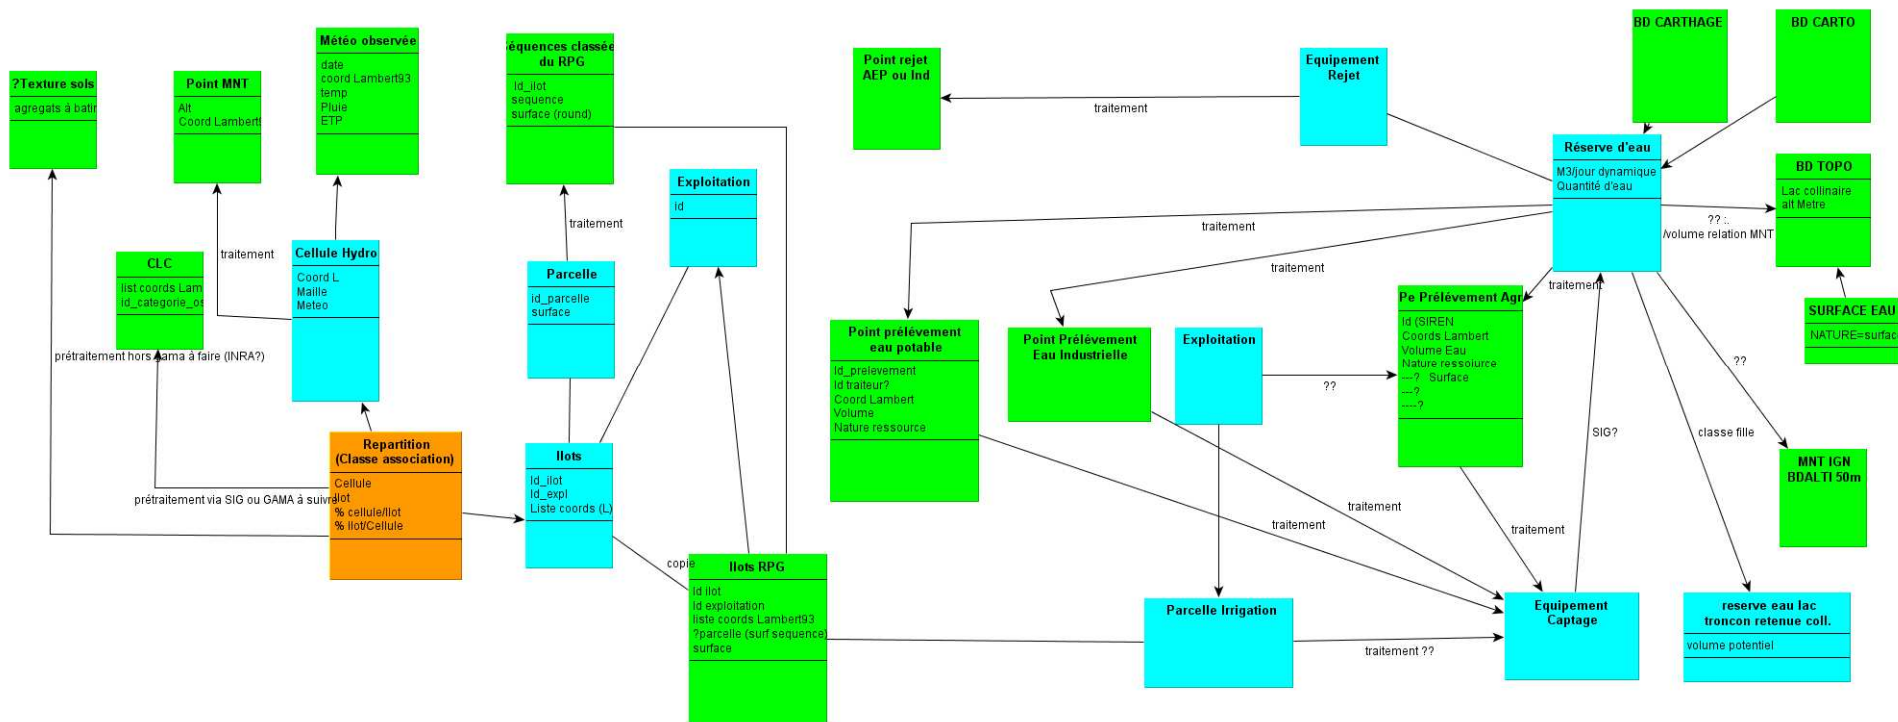 ?Texture sols
agregats à batir
Point MNT
Alt
Coord Lambert
Météo observée
date
coord Lambert93
temp
Pluie
ETP
Séquences classée
du RPG
Id_ilot
sequence
surface (round)
Exploitation
id
traitement
traitement
Cellule Hydro
Coord L
Maille
Meteo
CLC
list coords Lam
id_categorie_os
Parcelle
id_parcelle
surface
prétraitement hors Gama à faire (INRA?)
Repartition
(Classe association)
Cellule
Ilot
% cellule/Ilot
% Ilot/Cellule
prétraitement via SIG ou GAMA à suivre
Ilots
Id_ilot
Id_expl
Liste coords (L)
copie
Ilots RPG
Id ilot
Id exploitation
liste coords Lambert93
?parcelle (surf sequence)
surface
Point rejet
AEP ou Ind
traitement
Equipement
Rejet
BD CARTHAGE
BD CARTO
Réserve d'eau
M3/jour dynamique
Quantité d'eau
BD TOPO
Lac collinaire
ait Metre
?? :.
/volume relation MNT
traitement
traitement
traitement
SURFACE EAU
NATURE=surface
Point prélévement
eau potable
Id_prelevement
Id traiteur?
Coord Lambert
Volume
Nature ressource
Point Prélévement
Eau Industrielle
Exploitation
??
Pe Prélévement Agr
Id (SIREN
Coords Lambert
Volume Eau
Nature ressoiurce
---? Surface
---?
----?
??
SIG?
classe fille
MNT IGN
BDALTI 50m
traitement
traitement
traitement
Parcelle Irrigation
traitement ??
Equipement
Captage
reserve eau lac
troncon retenue coll.
volume potentiel